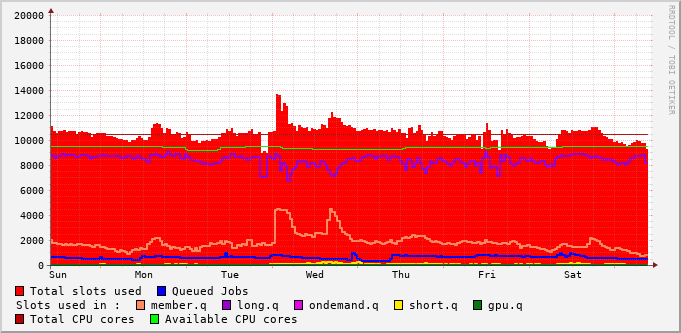 20000
18000
16000
14000
12000
10000
8000
6000
4000
2000
0
Sun Mon Tue Wed Thu Fri Sat
RRDTOOL / TOBI OETIKER
Total slots used Queued Jobs
Slots used in : member.q long.q ondemand.q short.q gpu.q
Total CPU cores Available CPU cores